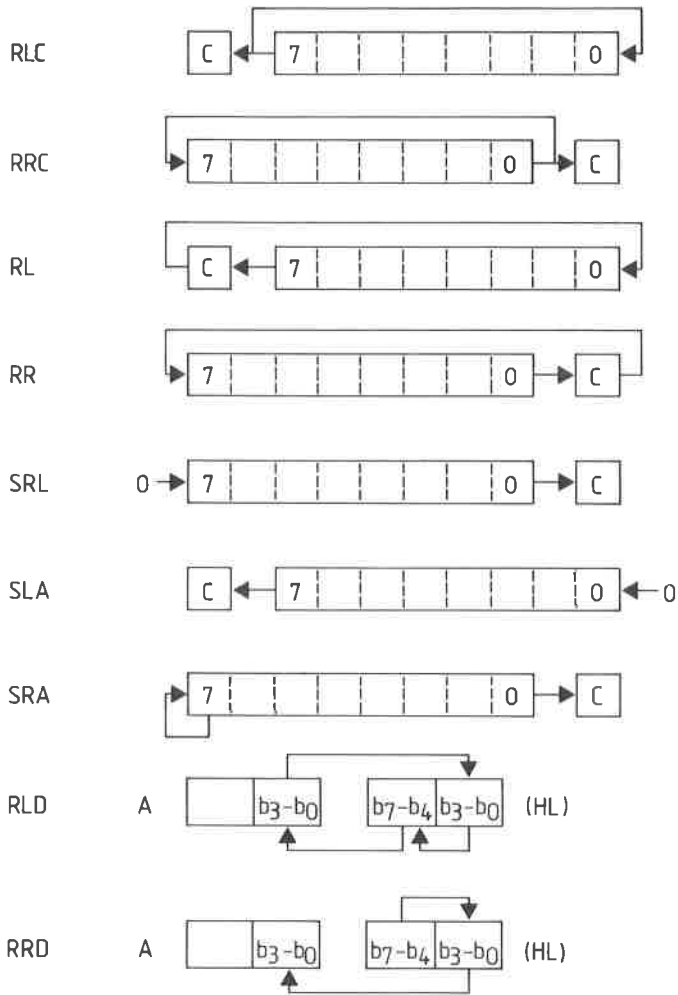 RLC C 7 0
RRC 7 0 C
RL C 7 0
RR 7 0 C
SRL 0 7 0 C
SLA C 7 0 0
SRA 7 0 C
RLD A b3-b0 b7-b4 b3-b0 (HL)
RRD A b3-b0 b7-b4 b3-b0 (HL)